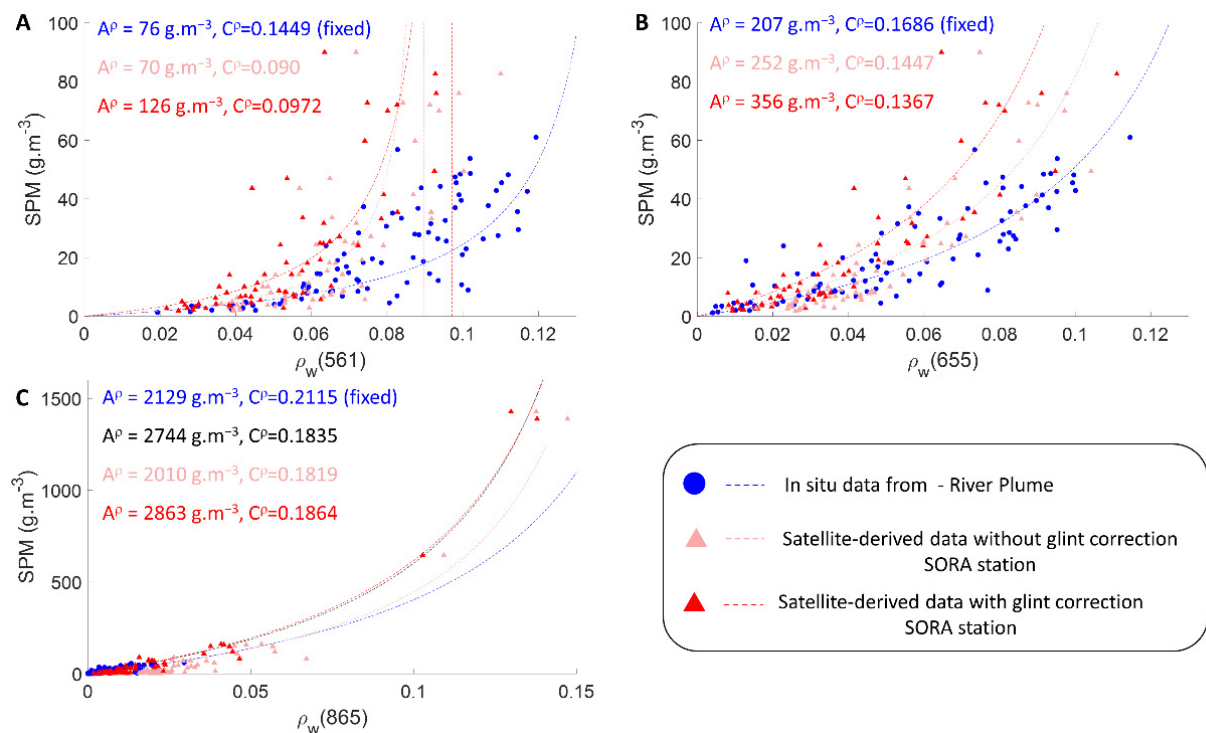 A
Aᵖ = 76 g.m⁻³, Cᵖ=0.1449 (fixed)
Aᵖ = 70 g.m⁻³, Cᵖ=0.090
Aᵖ = 126 g.m⁻³, Cᵖ=0.0972
SPM (g.m⁻³)
100
80
60
40
20
0
0
0.02
0.04
0.06
0.08
0.1
0.12
ρw(561)
B
Aᵖ = 207 g.m⁻³, Cᵖ=0.1686 (fixed)
Aᵖ = 252 g.m⁻³, Cᵖ=0.1447
Aᵖ = 356 g.m⁻³, Cᵖ=0.1367
SPM (g.m⁻³)
100
80
60
40
20
0
0
0.02
0.04
0.06
0.08
0.1
0.12
ρw(655)
C
Aᵖ = 2129 g.m⁻³, Cᵖ=0.2115 (fixed)
Aᵖ = 2744 g.m⁻³, Cᵖ=0.1835
Aᵖ = 2010 g.m⁻³, Cᵖ=0.1819
Aᵖ = 2863 g.m⁻³, Cᵖ=0.1864
SPM (g.m⁻³)
1500
1000
500
0
0
0.05
0.1
0.15
ρw(865)
In situ data from - River Plume
Satellite-derived data without glint correction
SORA station
Satellite-derived data with glint correction
SORA station